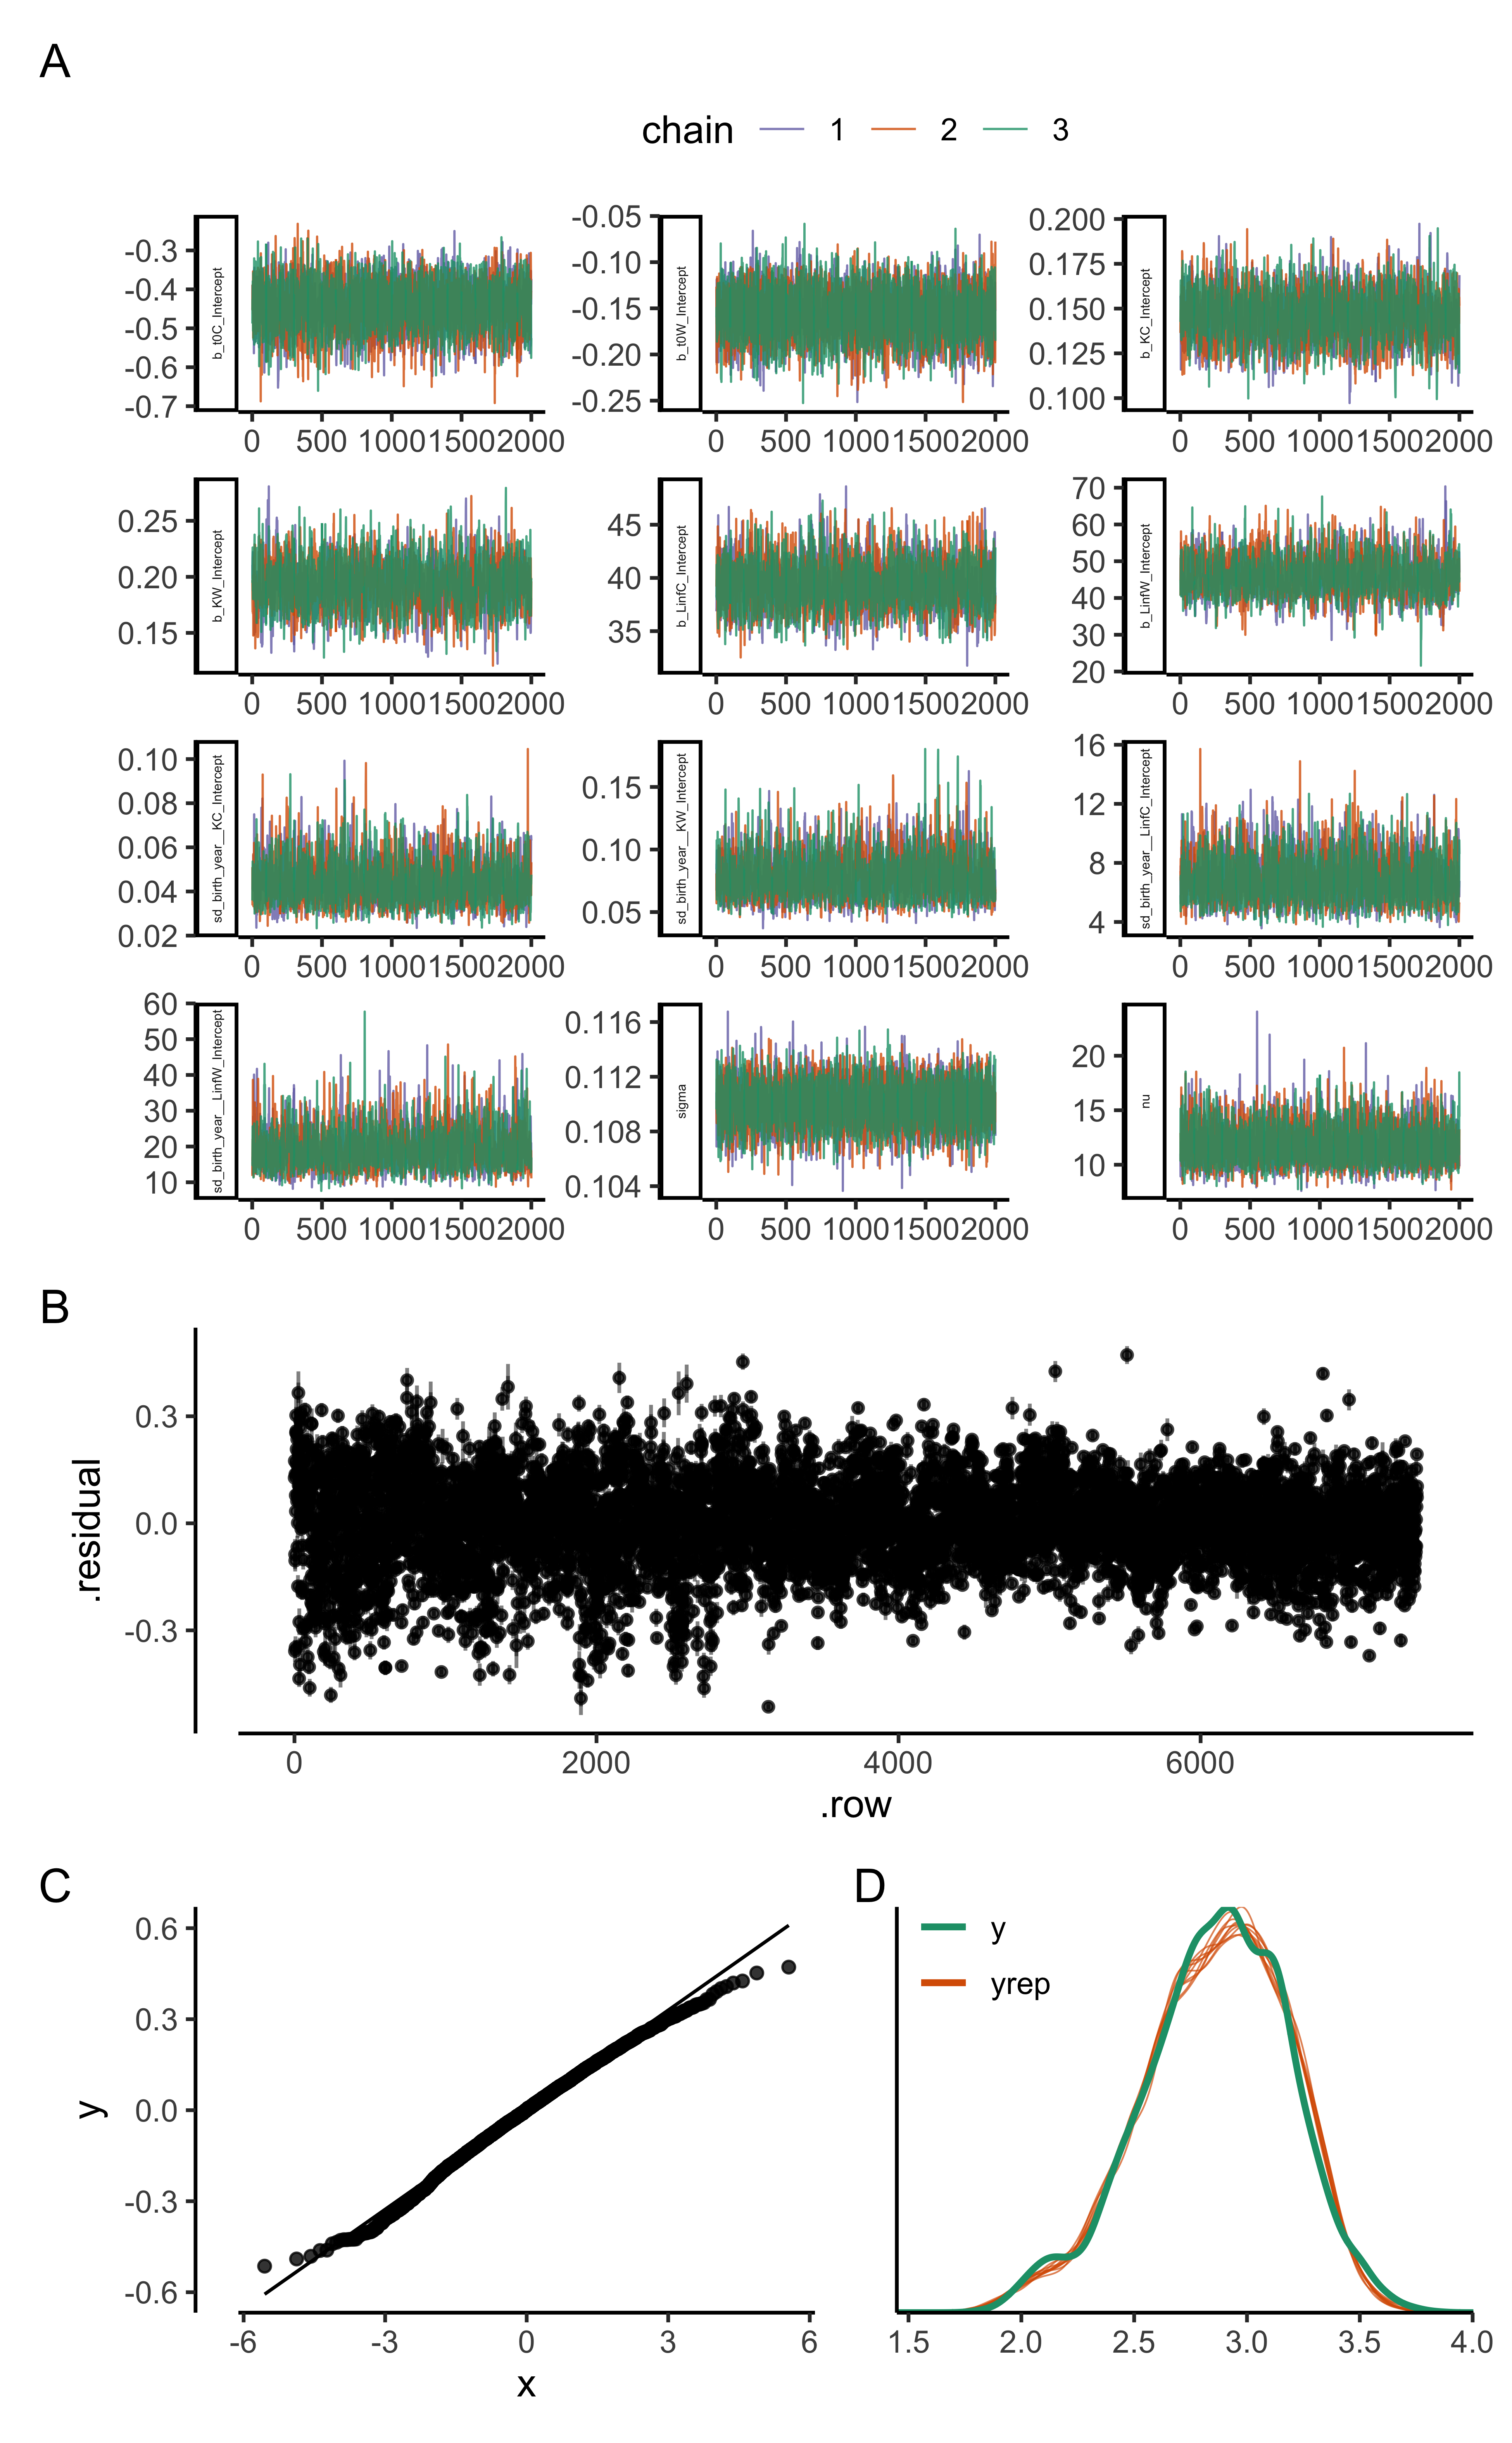 A
chain 1 2 3
-0.3
-0.4
-0.5
-0.6
-0.7
b_t0C_Intercept
0 500 1000 1500 2000
-0.05
-0.10
-0.15
-0.20
-0.25
b_t0W_Intercept
0 500 1000 1500 2000
0.200
0.175
0.150
0.125
0.100
b_KC_Intercept
0 500 1000 1500 2000
0.25
0.20
0.15
b_KW_Intercept
0 500 1000 1500 2000
45
40
35
b_LinfC_Intercept
0 500 1000 1500 2000
70
60
50
40
30
20
b_LinfW_Intercept
0 500 1000 1500 2000
0.10
0.08
0.06
0.04
0.02
sd_birth_year__KC_Intercept
0 500 1000 1500 2000
0.15
0.10
0.05
sd_birth_year__KW_Intercept
0 500 1000 1500 2000
16
12
8
4
sd_birth_year__LinfC_Intercept
0 500 1000 1500 2000
60
50
40
30
20
10
sd_birth_year__LinfW_Intercept
0 500 1000 1500 2000
0.116
0.112
0.108
0.104
sigma
0 500 1000 1500 2000
20
15
10
nu
0 500 1000 1500 2000
B
.residual
0.3
0.0
-0.3
0 2000 4000 6000
.row
C
y
0.6
0.3
0.0
-0.3
-0.6
-6 -3 0 3 6
x
D
y
yrep
1.5 2.0 2.5 3.0 3.5 4.0